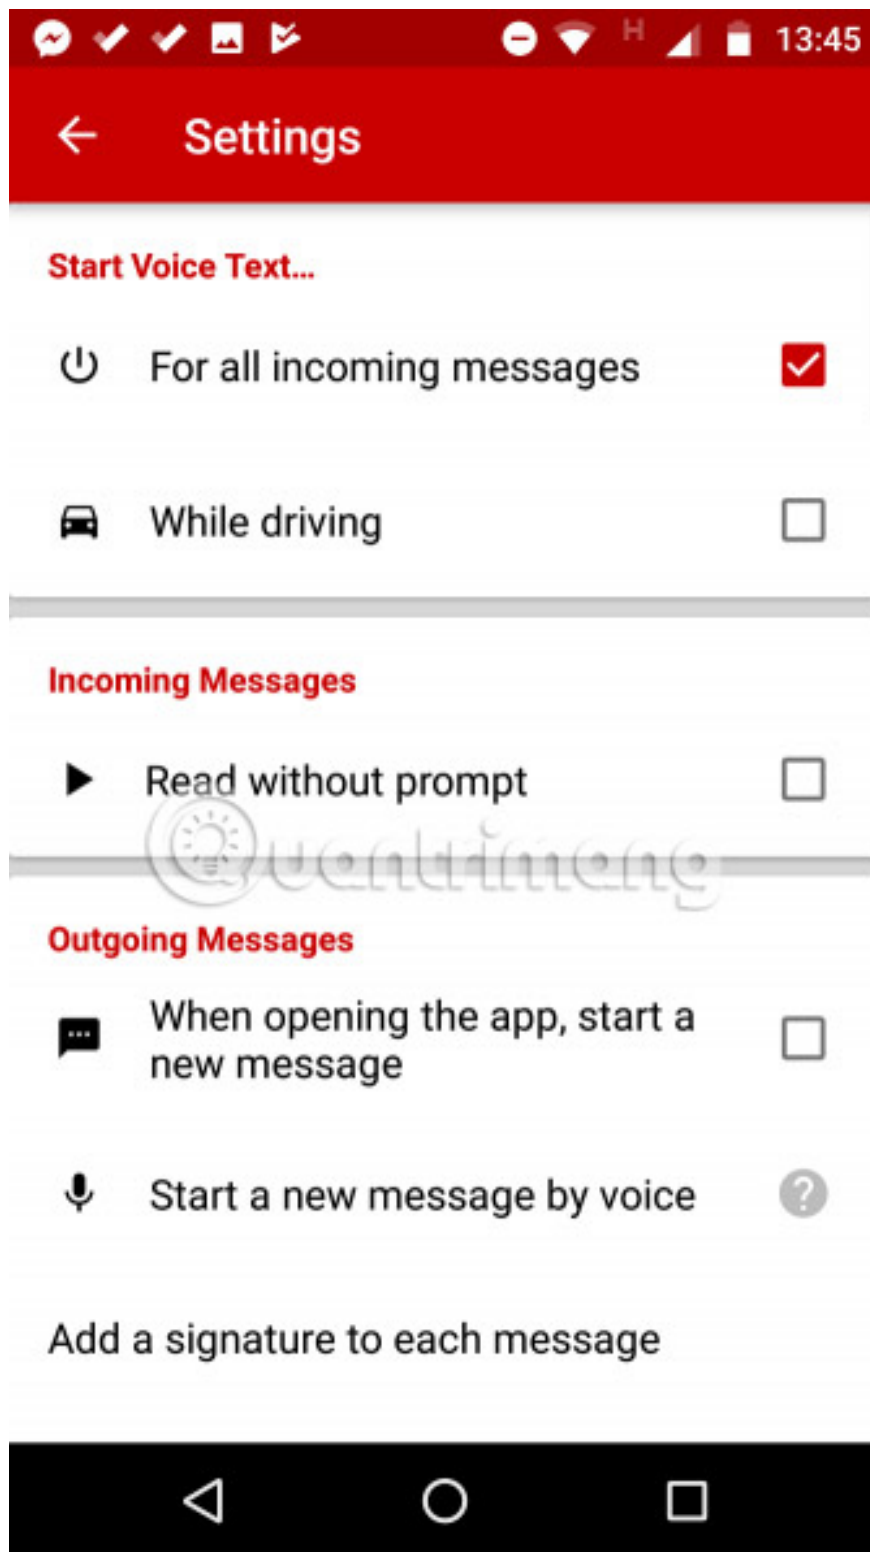 H 13:45
Settings
Start Voice Text...
For all incoming messages
While driving
Incoming Messages
Read without prompt
Quantrimang
Outgoing Messages
When opening the app, start a
new message
Start a new message by voice
?
Add a signature to each message